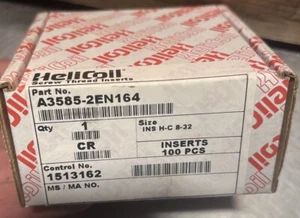 HeliCoil
Screw Thread Inserts
Part No.
A3585-2EN164
Qty 1 Size
INS H-C 8-32
CR INSERTS
100 PCS
Control No.
1513162
MS / MA NO.